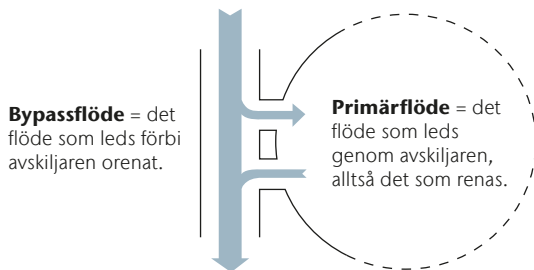 Bypassflöde = det
flöde som leds förbi
avskiljaren orenat.
Primärflöde = det
flöde som leds
genom avskiljaren,
alltså det som renas.